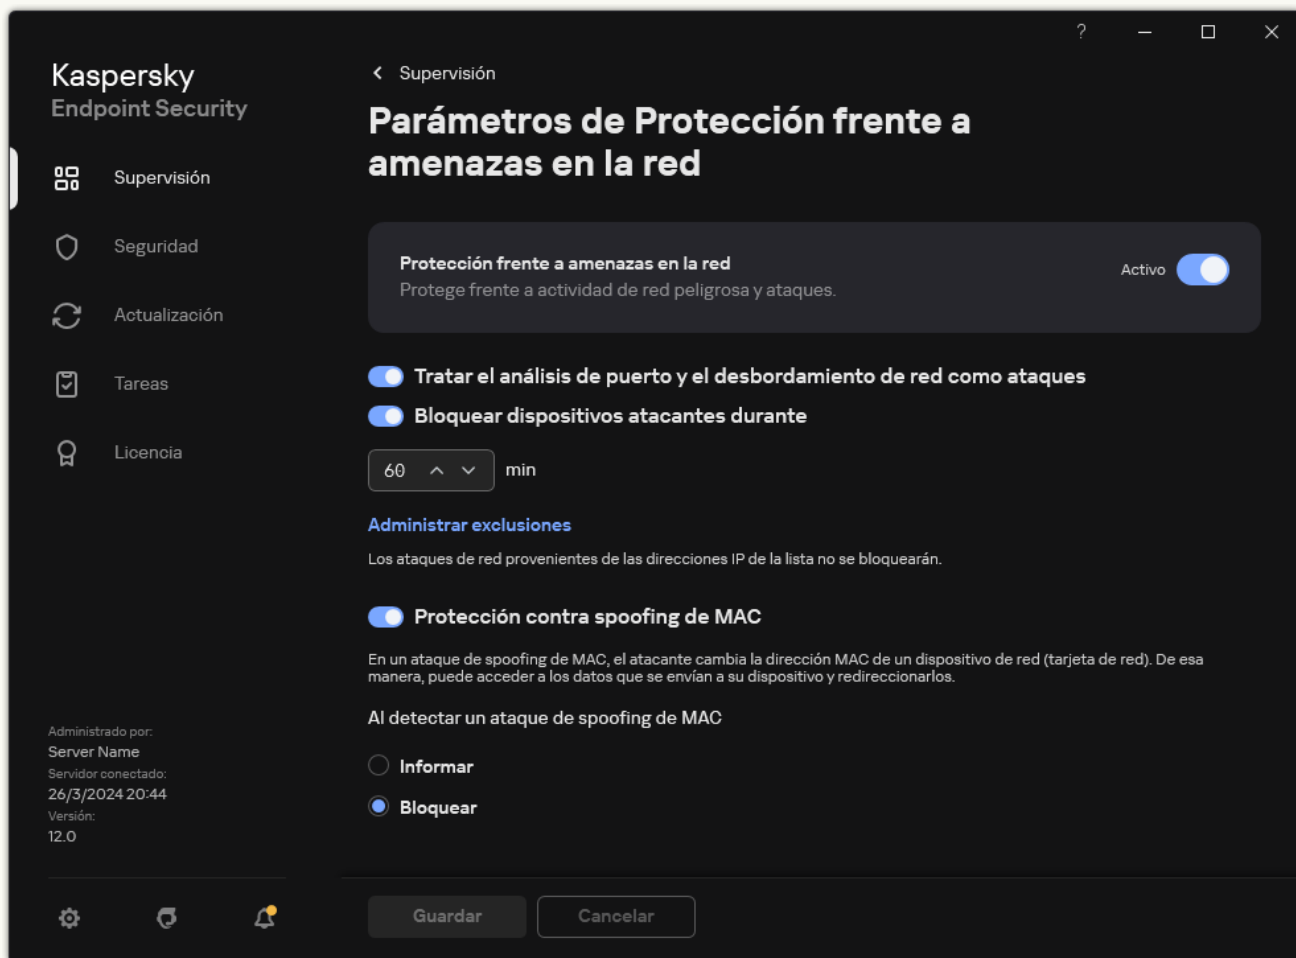 ?
Kaspersky
Endpoint Security
Supervisión
Seguridad
Actualización
Tareas
Licencia
Administrado por:
Server Name
Servidor conectado:
26/3/2024 20:44
Versión:
12.0
Supervisión
Parámetros de Protección frente a
amenazas en la red
Protección frente a amenazas en la red
Protege frente a actividad de red peligrosa y ataques.
Activo
Tratar el análisis de puerto y el desbordamiento de red como ataques
Bloquear dispositivos atacantes durante
60 min
Administrar exclusiones
Los ataques de red provenientes de las direcciones IP de la lista no se bloquearán.
Protección contra spoofing de MAC
En un ataque de spoofing de MAC, el atacante cambia la dirección MAC de un dispositivo de red (tarjeta de red). De esa
manera, puede acceder a los datos que se envían a su dispositivo y redireccionarlos.
Al detectar un ataque de spoofing de MAC
Informar
Bloquear
Guardar Cancelar